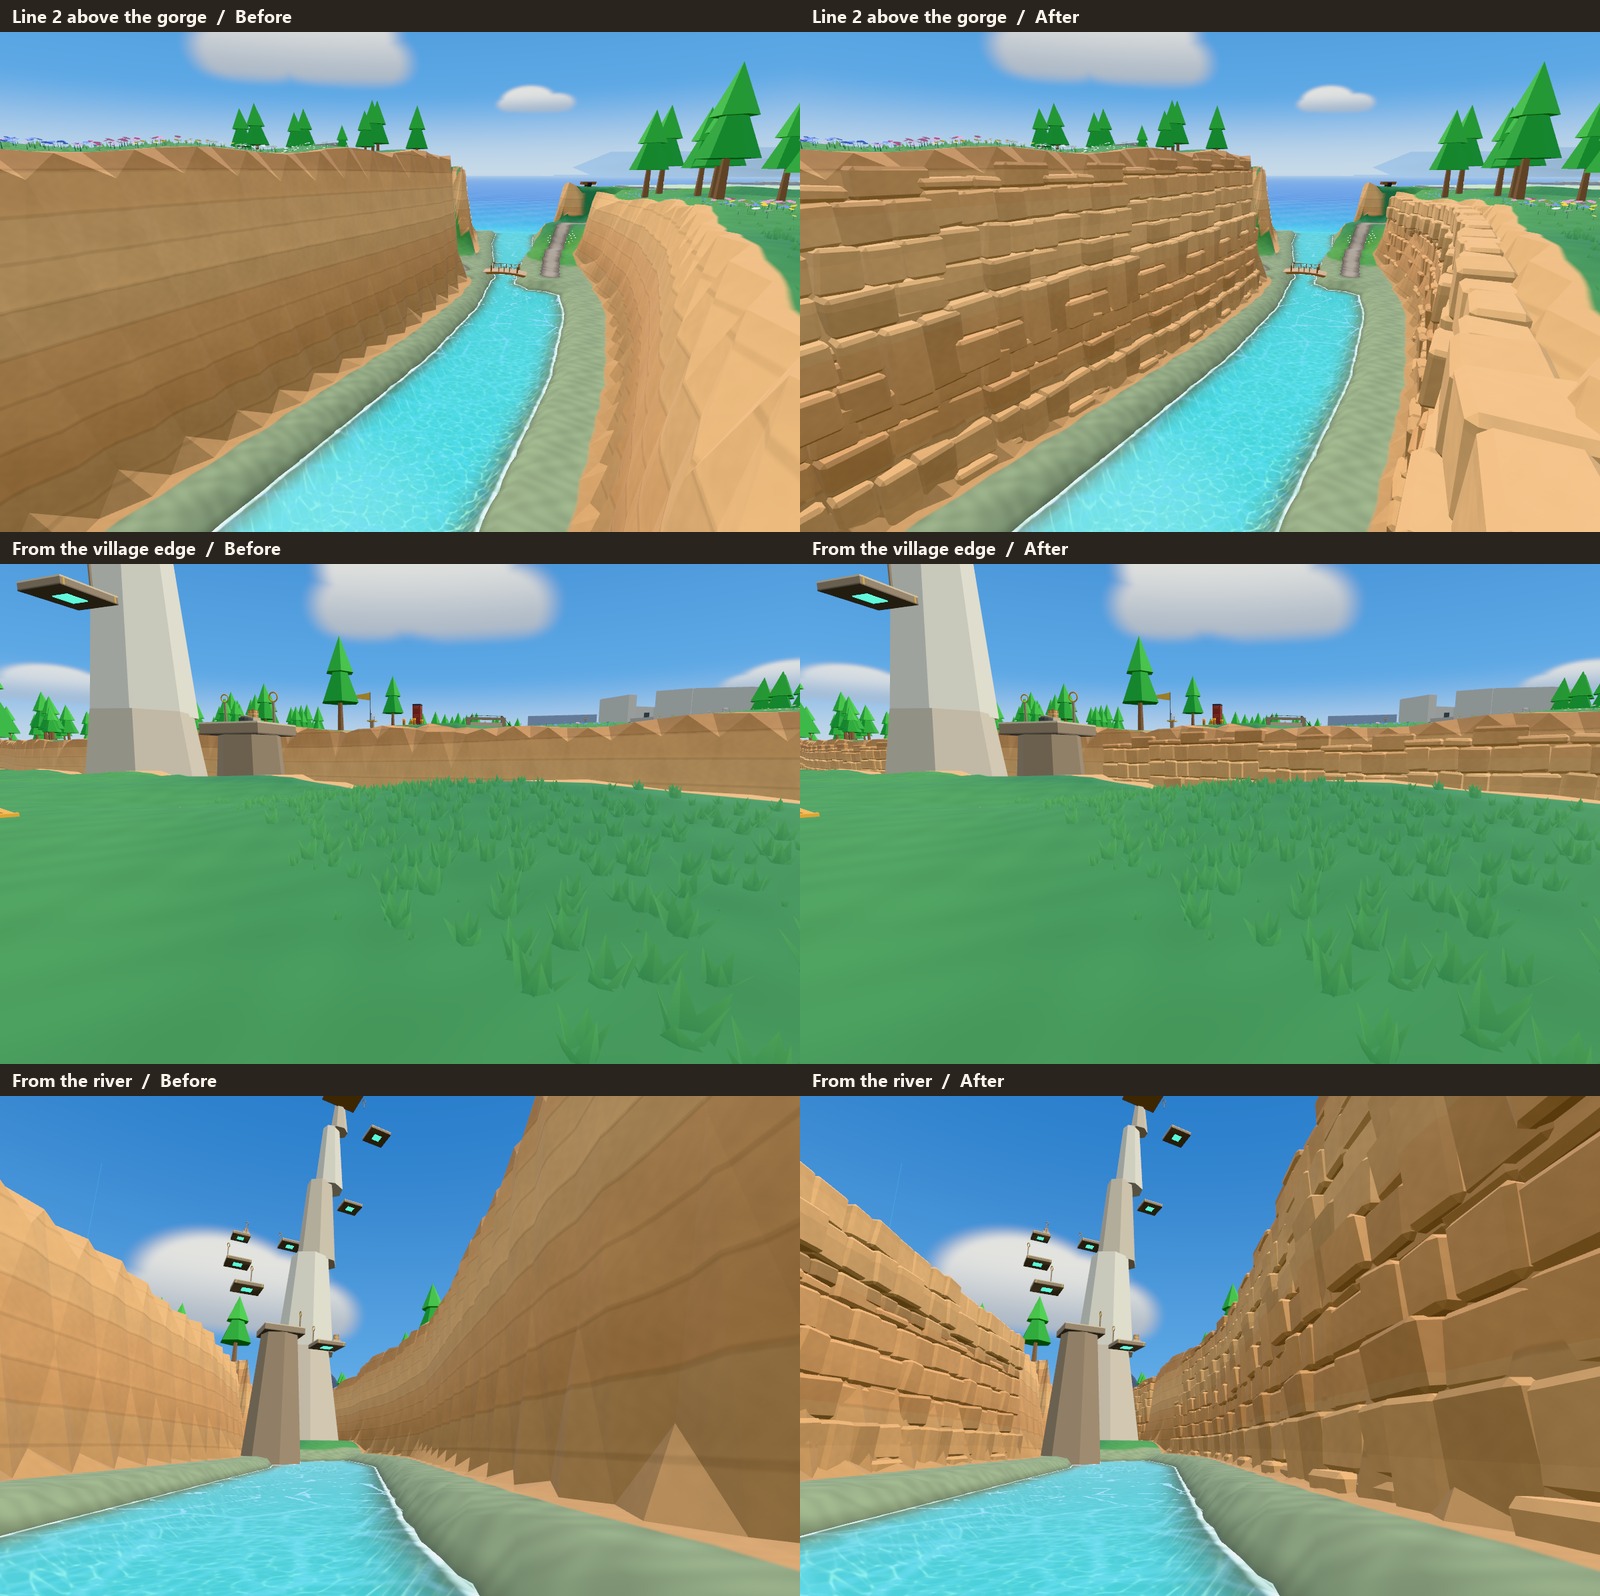 Line 2 above the gorge / Before
Line 2 above the gorge / After
From the village edge / Before
From the village edge / After
From the river / Before
From the river / After